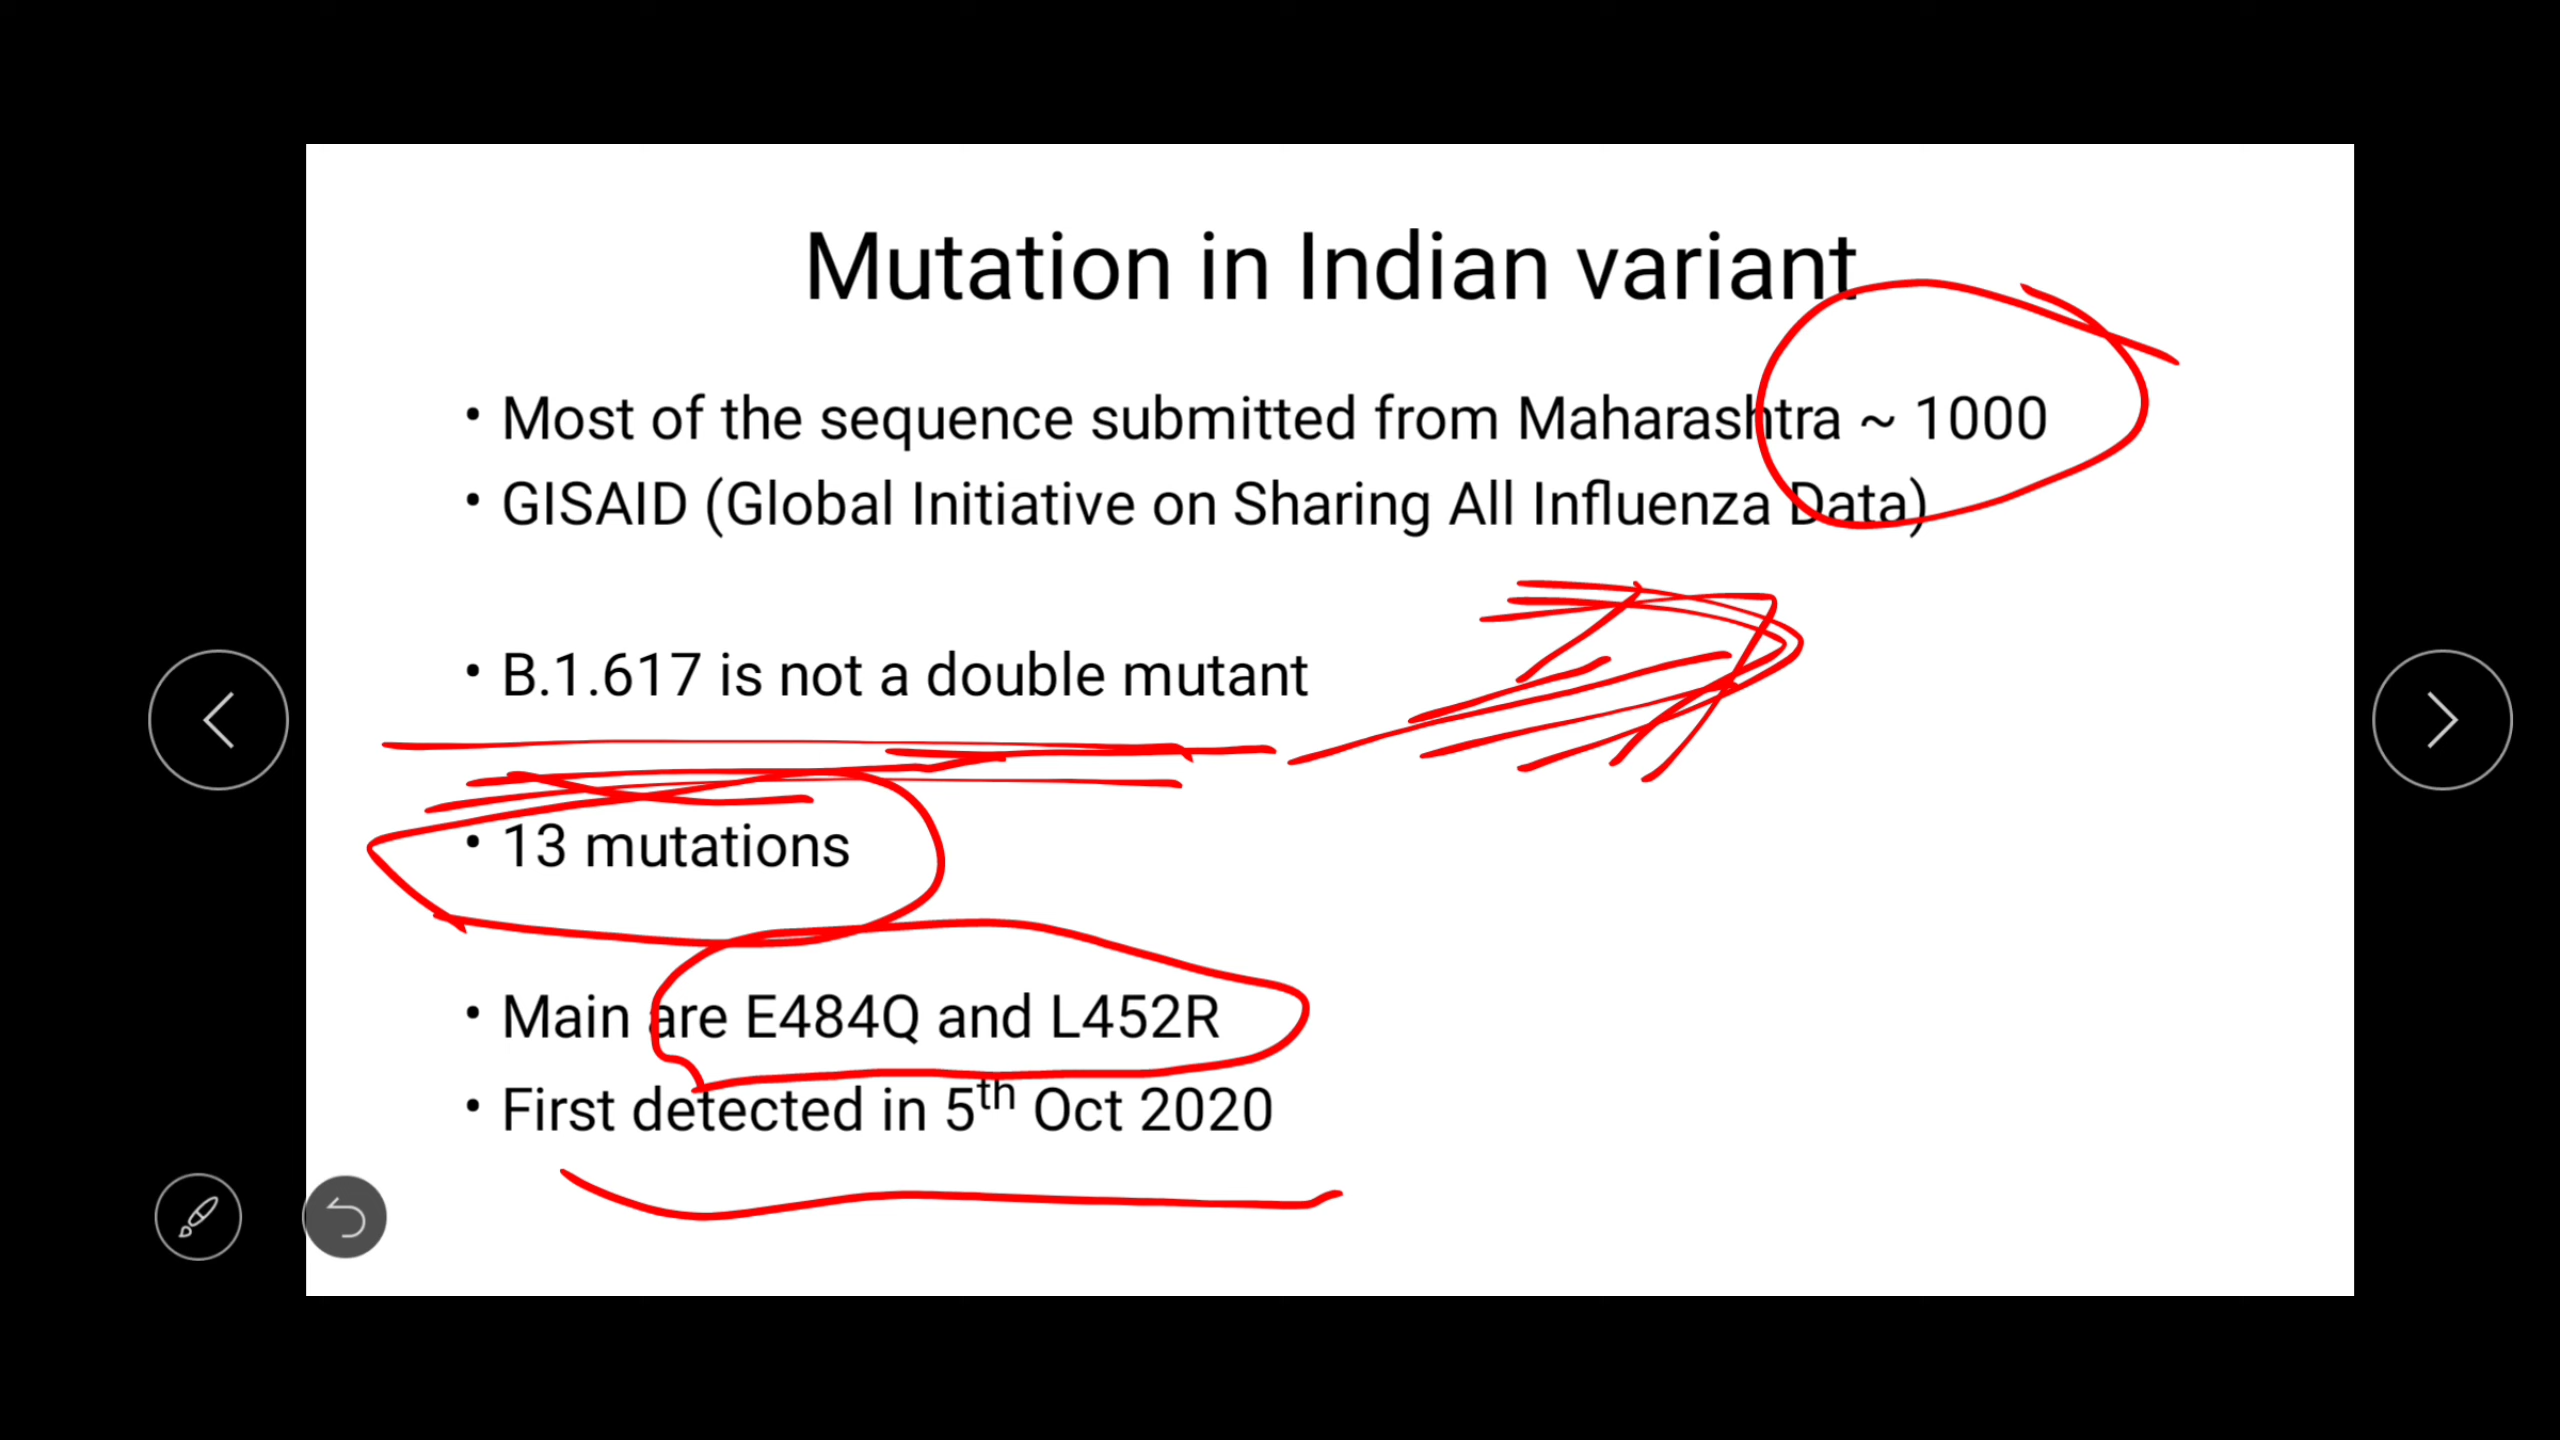 Mutation in Indian variant
• Most of the sequence submitted from Maharashtra ~ 1000
• GISAID (Global Initiative on Sharing All Influenza Data)
• B.1.617 is not a double mutant
• 13 mutations
• Main are E484Q and L452R
• First detected in 5th Oct 2020